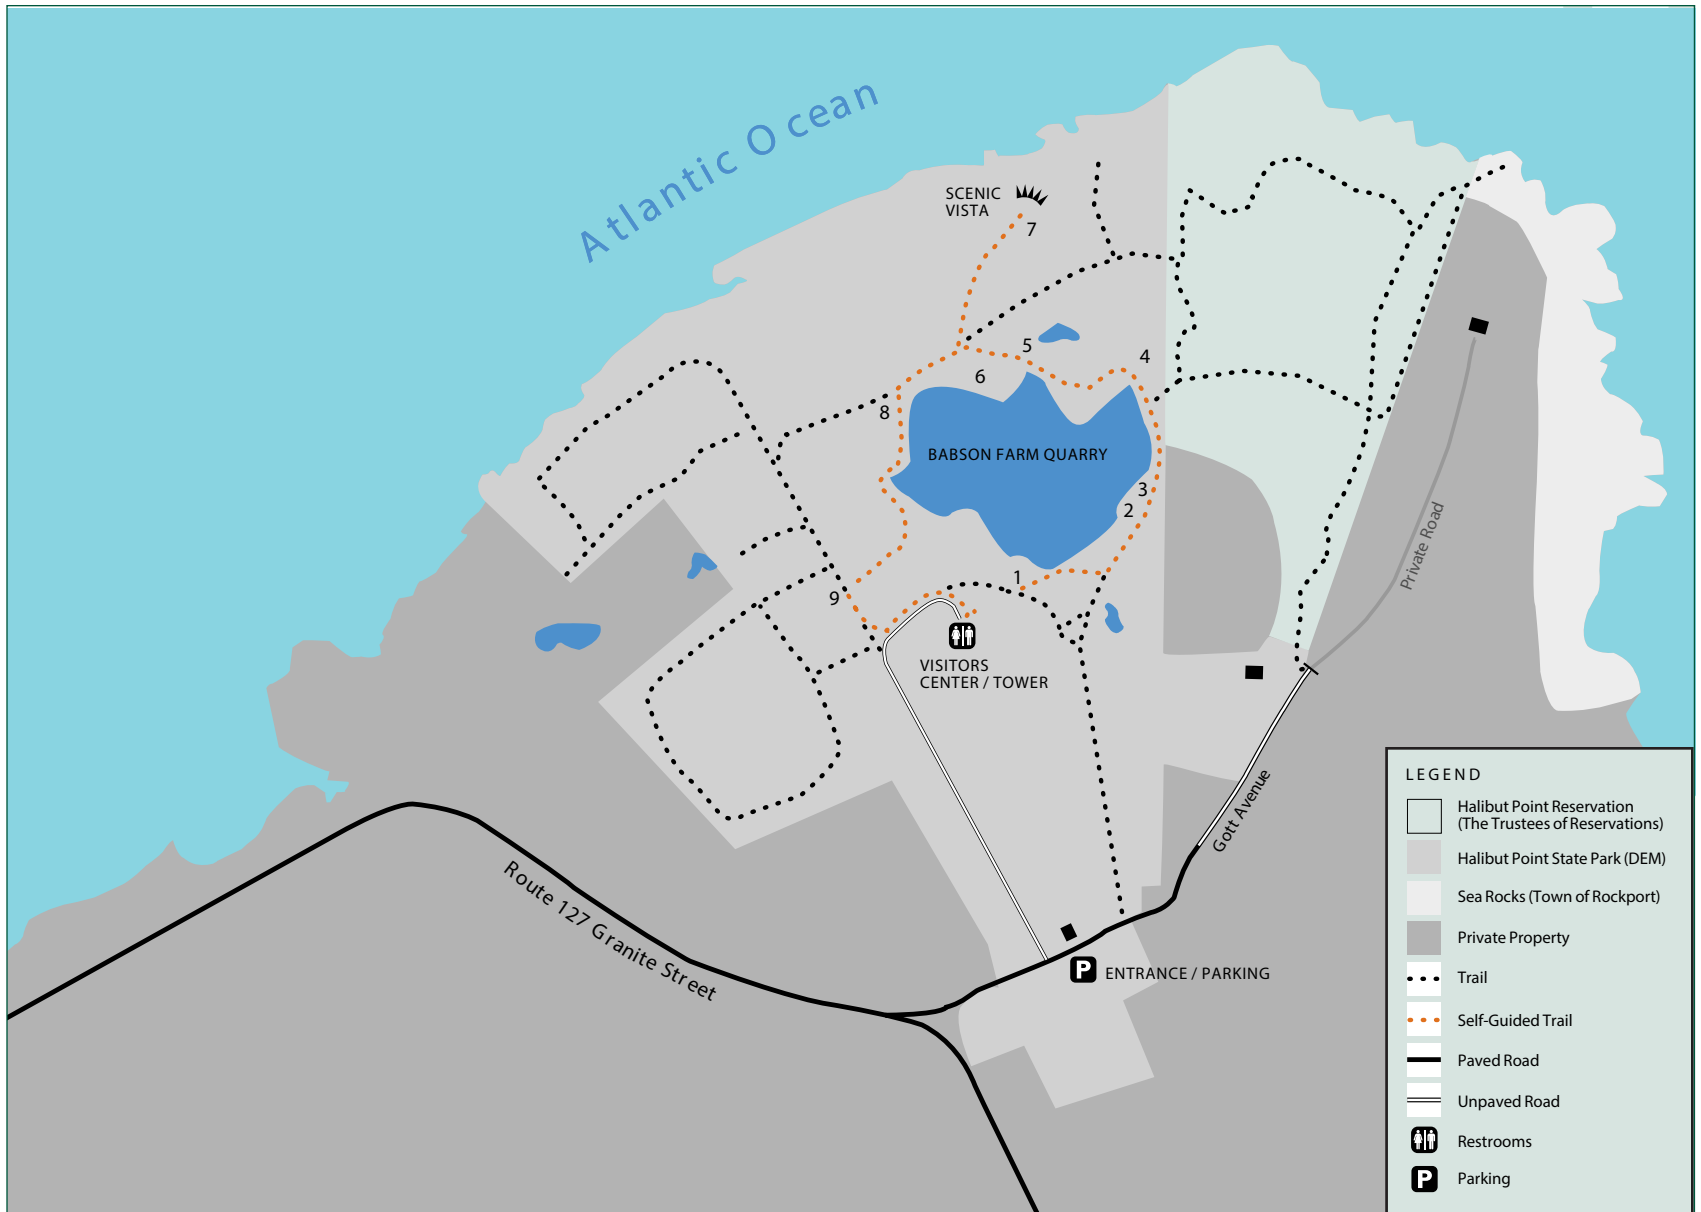 Atlantic O cean
SCENIC
VISTA
7
5
4
6
8
BABSON FARM QUARRY
3
2
1
9
VISITORS
CENTER / TOWER
Private Road
Gott Avenue
Route 127 Granite Street
P
ENTRANCE / PARKING
LEGEND
Halibut Point Reservation
(The Trustees of Reservations)
Halibut Point State Park (DEM)
Sea Rocks (Town of Rockport)
Private Property
Trail
Self-Guided Trail
Paved Road
Unpaved Road
Restrooms
P
Parking